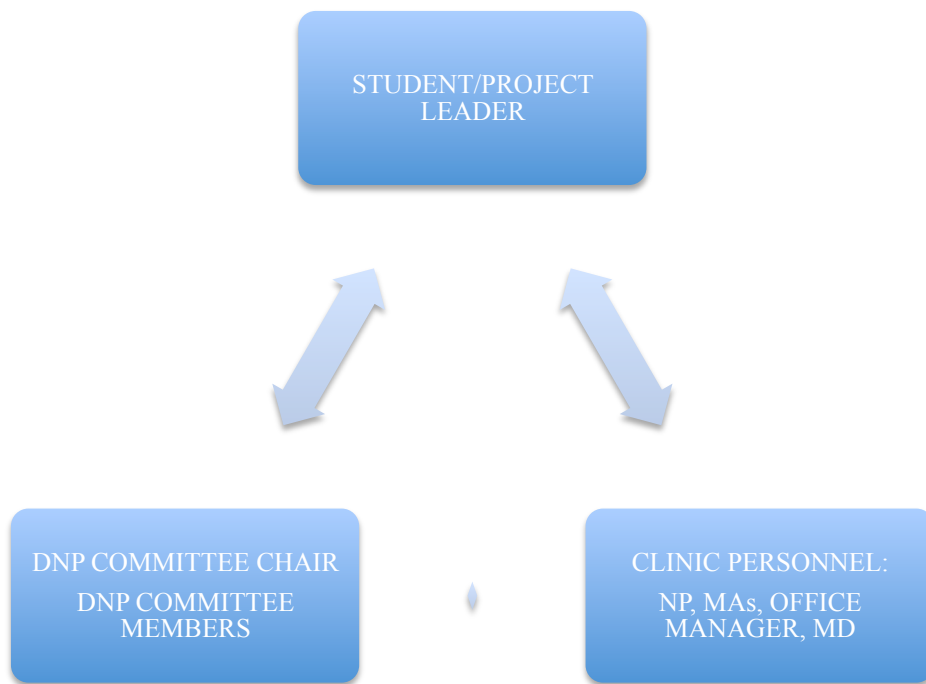 STUDENT/PROJECT
LEADER
DNP COMMITTEE CHAIR
DNP COMMITTEE
MEMBERS
CLINIC PERSONNEL:
NP, MAs, OFFICE
MANAGER, MD